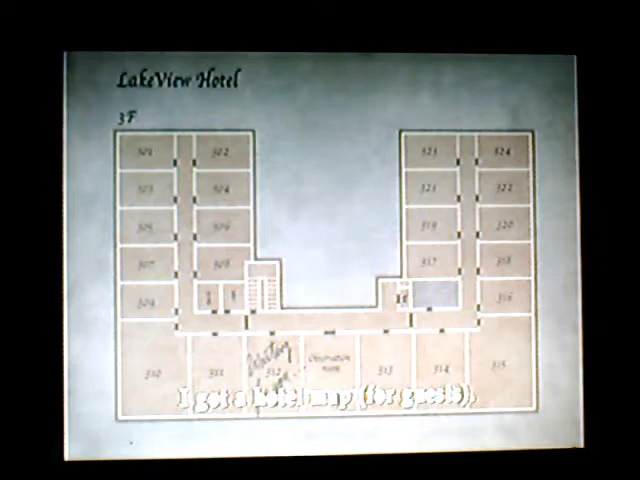 LakeView Hotel
3F
301 302 323 324
303 304 321 322
305 306 319 320
307 308 317 318
309 316
310 311 312 Observation room 313 314 315
Waiting
I got a hotel map (for guests).